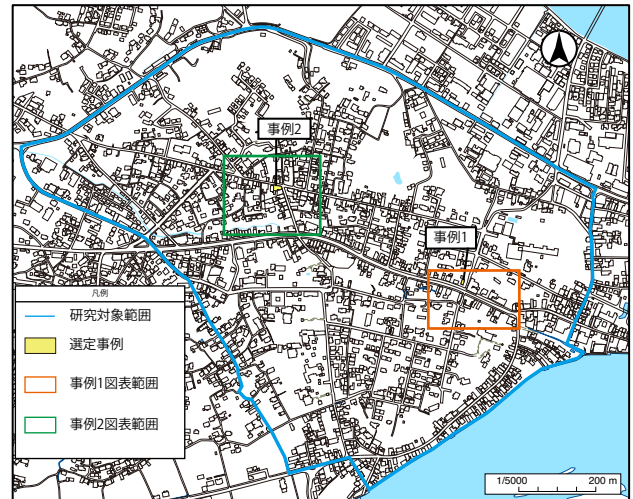 事例2
事例1
凡例
研究対象範囲
選定事例
事例1図表範囲
事例2図表範囲
1/5000 200 m